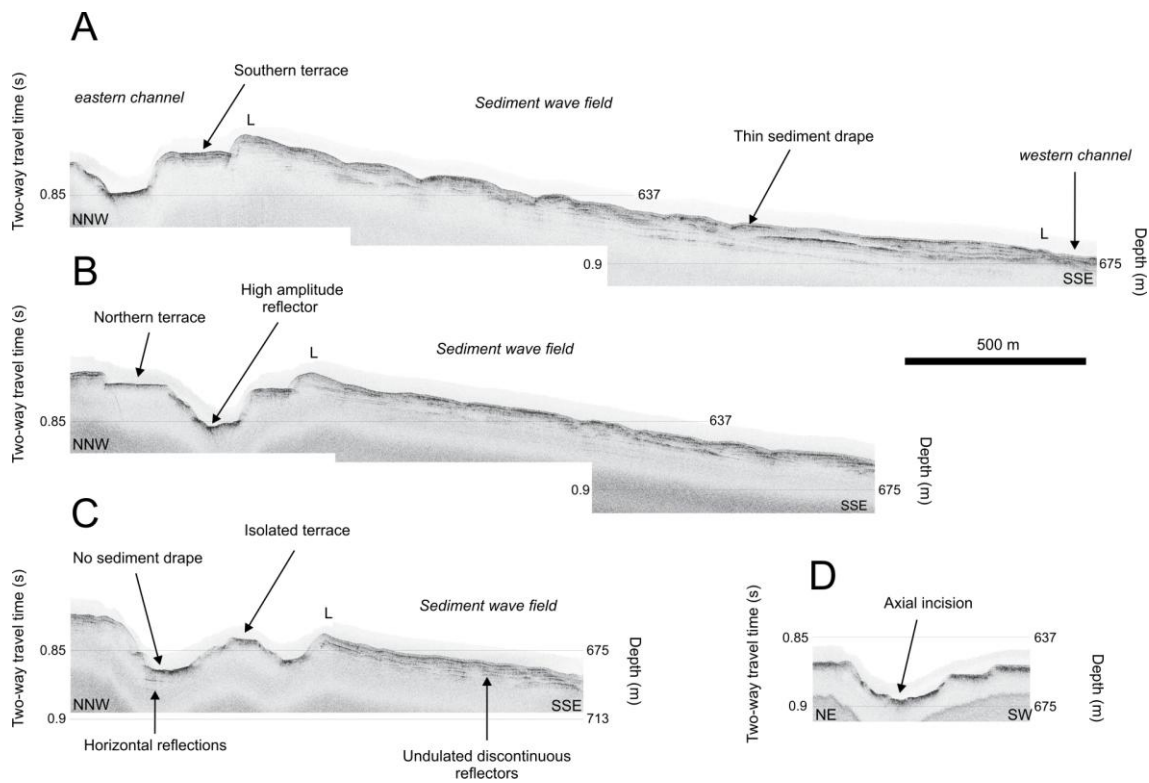 A
Southern terrace
eastern channel
Sediment wave field
L
Thin sediment drape
western channel
Two-way travel time (s)
0.85
637
L
NNW
0.9
675
SSE
Depth (m)
B
High amplitude
reflector
Northern terrace
L
Sediment wave field
500 m
Two-way travel time (s)
0.85
637
NNW
0.9
675
SSE
Depth (m)
C
Isolated terrace
No sediment drape
L
Sediment wave field
Two-way travel time (s)
0.85
675
Depth (m)
NNW
SSE
0.9
713
Horizontal reflections
Undulated discontinuous
reflectors
D
Axial incision
Two-way travel time (s)
0.85
637
Depth (m)
0.9
675
NE
SW